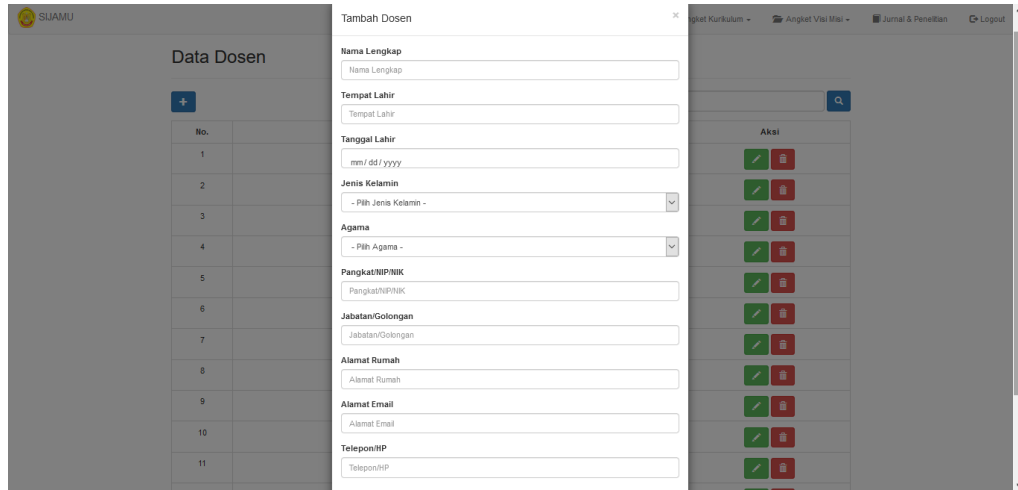 SIJAMU
Tambah Dosen
×
ngket Kurikulum
Angket Visi Misi
Jurnal & Penelitian
Logout
Data Dosen
No.
Aksi
1
2
3
4
5
6
7
8
9
10
11
Nama Lengkap
Nama Lengkap
Tempat Lahir
Tempat Lahir
Tanggal Lahir
mm / dd / yyyy
Jenis Kelamin
- Pilih Jenis Kelamin -
Agama
- Pilih Agama -
Pangkat/NIP/NIK
Pangkat/NIP/NIK
Jabatan/Golongan
Jabatan/Golongan
Alamat Rumah
Alamat Rumah
Alamat Email
Alamat Email
Telepon/HP
Telepon/HP